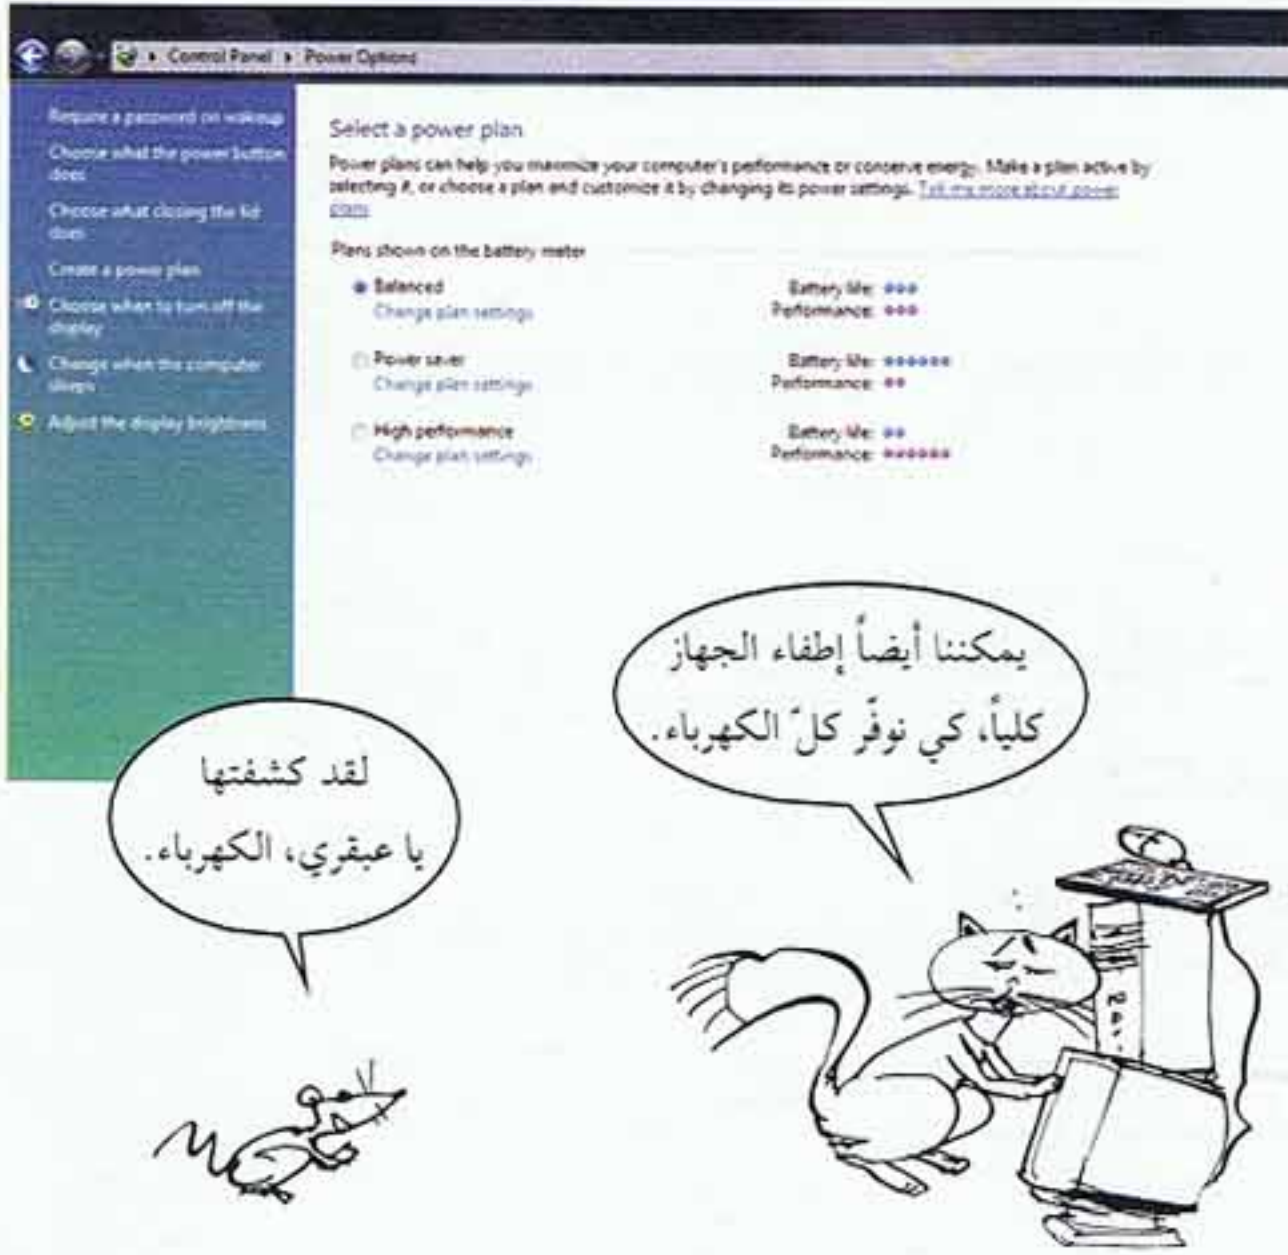 Control Panel ▸ Power Options
Require a password on wakeup
Choose what the power button
does
Choose what closing the lid
does
Create a power plan
Choose when to turn off the
display
Change when the computer
sleeps
Adjust the display brightness
Select a power plan
Power plans can help you maximize your computer's performance or conserve energy. Make a plan active by
selecting it, or choose a plan and customize it by changing its power settings. Tell me more about power
plans
Plans shown on the battery meter
Balanced
Battery life:
Change plan settings
Performance:
Power saver
Battery life:
Change plan settings
Performance:
High performance
Battery life:
Change plan settings
Performance:
يمكننا أيضاً إطفاء الجهاز
كلياً، كي نوفّر كلّ الكهرباء.
لقد كشفتها
يا عبقري، الكهرباء.